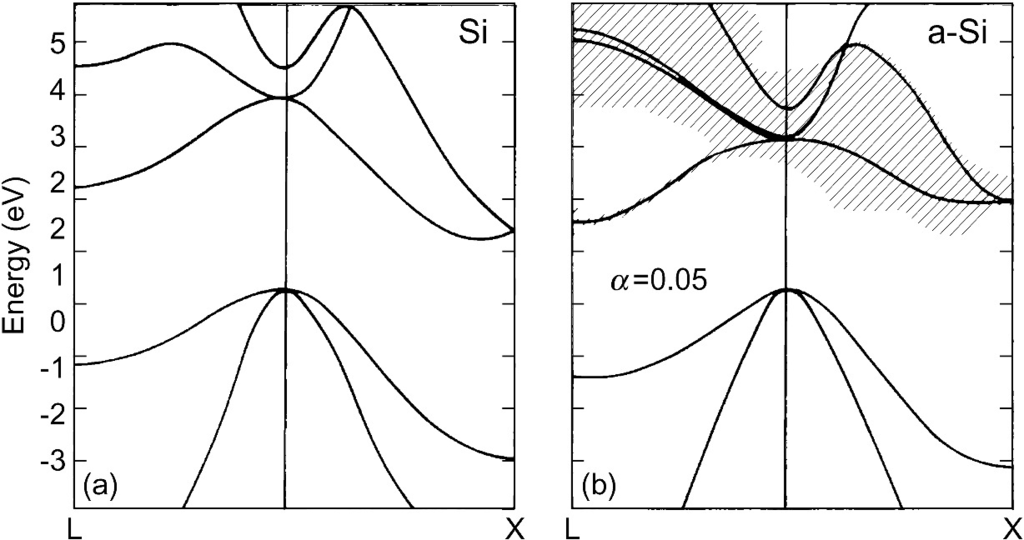 Si
a-Si
Energy (eV)
5
4
3
2
2
1
0
-1
-2
-3
α=0.05
(a)
(b)
L
X
L
X